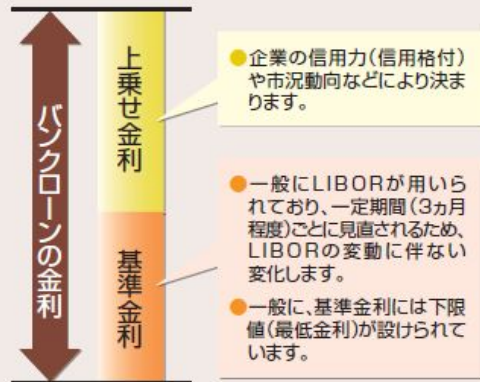 バンクローンの金利
上乗せ金利
●企業の信用力(信用格付)
や市況動向などにより決ま
ります。
基準金利
●一般にLIBORが用いら
れており、一定期間(3ヵ月
程度)ごとに見直されるため、
LIBORの変動に伴ない
変化します。
●一般に、基準金利には下限
値(最低金利)が設けられて
います。